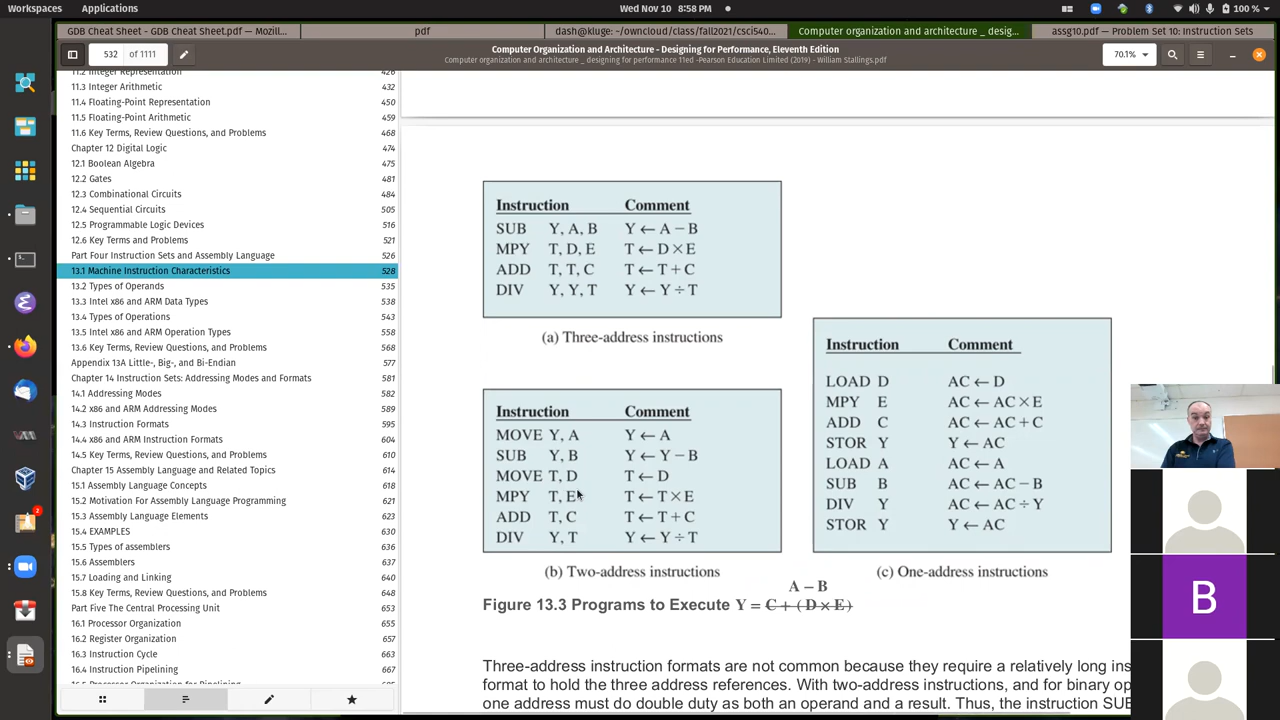 Workspaces Applications Wed Nov 10 8:58 PM 100 %
GDB Cheat Sheet - GDB Cheat Sheet.pdf — Mozill... pdf dash@kluge: ~/owncloud/class/fall2021/csci540... Computer organization and architecture _ desig... assg10.pdf — Problem Set 10: Instruction Sets
532 of 1111 Computer Organization and Architecture - Designing for Performance, Eleventh Edition 70.1%
Computer organization and architecture _ designing for performance 11ed -Pearson Education Limited (2019) - William Stallings.pdf
11.2 Integer Representation 426
11.3 Integer Arithmetic 432
11.4 Floating-Point Representation 450
11.5 Floating-Point Arithmetic 459
11.6 Key Terms, Review Questions, and Problems 468
Chapter 12 Digital Logic 474
12.1 Boolean Algebra 475
12.2 Gates 481
12.3 Combinational Circuits 484
12.4 Sequential Circuits 505
12.5 Programmable Logic Devices 516
12.6 Key Terms and Problems 521
Part Four Instruction Sets and Assembly Language 526
13.1 Machine Instruction Characteristics 528
13.2 Types of Operands 535
13.3 Intel x86 and ARM Data Types 538
13.4 Types of Operations 543
13.5 Intel x86 and ARM Operation Types 558
13.6 Key Terms, Review Questions, and Problems 568
Appendix 13A Little-, Big-, and Bi-Endian 577
Chapter 14 Instruction Sets: Addressing Modes and Formats 581
14.1 Addressing Modes 582
14.2 x86 and ARM Addressing Modes 589
14.3 Instruction Formats 595
14.4 x86 and ARM Instruction Formats 604
14.5 Key Terms, Review Questions, and Problems 610
Chapter 15 Assembly Language and Related Topics 614
15.1 Assembly Language Concepts 618
15.2 Motivation For Assembly Language Programming 621
15.3 Assembly Language Elements 623
15.4 EXAMPLES 630
15.5 Types of assemblers 636
15.6 Assemblers 637
15.7 Loading and Linking 640
15.8 Key Terms, Review Questions, and Problems 648
Part Five The Central Processing Unit 653
16.1 Processor Organization 655
16.2 Register Organization 657
16.3 Instruction Cycle 663
16.4 Instruction Pipelining 667
2
Instruction Comment
SUB Y, A, B Y ← A − B
MPY T, D, E T ← D × E
ADD T, T, C T ← T + C
DIV Y, Y, T Y ← Y ÷ T
(a) Three-address instructions
Instruction Comment
MOVE Y, A Y ← A
SUB Y, B Y ← Y − B
MOVE T, D T ← D
MPY T, E T ← T × E
ADD T, C T ← T + C
DIV Y, T Y ← Y ÷ T
(b) Two-address instructions
Instruction Comment
LOAD D AC ← D
MPY E AC ← AC × E
ADD C AC ← AC + C
STOR Y Y ← AC
LOAD A AC ← A
SUB B AC ← AC − B
DIV Y AC ← AC ÷ Y
STOR Y Y ← AC
(c) One-address instructions
A − B
Figure 13.3 Programs to Execute Y = C + (D × E)
Three-address instruction formats are not common because they require a relatively long ins
format to hold the three address references. With two-address instructions, and for binary op
one address must do double duty as both an operand and a result. Thus, the instruction SUB
B